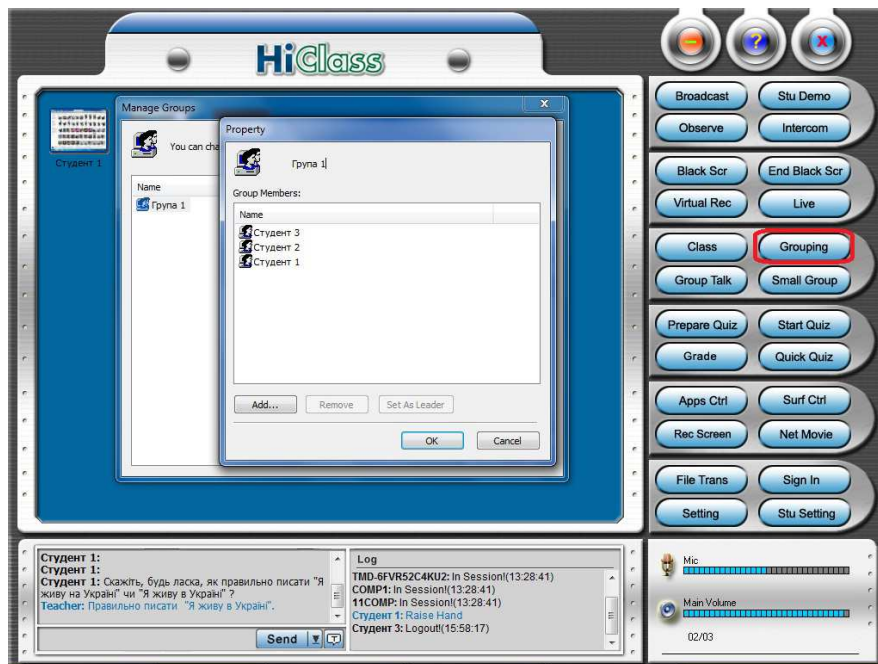 HiClass
Студент 1
Manage Groups
X
You can cha
Name
Група 1
Property
Група 1
Group Members:
Name
Студент 3
Студент 2
Студент 1
Add...
Remove
Set As Leader
OK
Cancel
?
X
Broadcast
Stu Demo
Observe
Intercom
Black Scr
End Black Scr
Virtual Rec
Live
Class
Grouping
Group Talk
Small Group
Prepare Quiz
Start Quiz
Grade
Quick Quiz
Apps Ctrl
Surf Ctrl
Rec Screen
Net Movie
File Trans
Sign In
Setting
Stu Setting
Студент 1:
Студент 1:
Студент 1: Скажіть, будь ласка, як правильно писати "Я
живу на Україні" чи "Я живу в Україні" ?
Teacher: Правильно писати "Я живу в Україні".
Send
Log
TMD-6FVR52C4KU2: In Session!(13:28:41)
COMP1: In Session!(13:28:41)
11COMP: In Session!(13:28:41)
Студент 1: Raise Hand
Студент 3: Logout!(15:58:17)
Mic
Main Volume
02/03